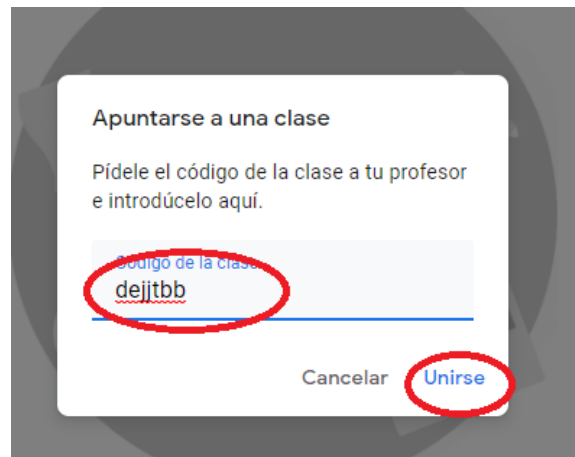 Apuntarse a una clase
Pídele el código de la clase a tu profesor
e introdúcelo aquí.
Código de la clase
dejjtbb
Cancelar Unirse